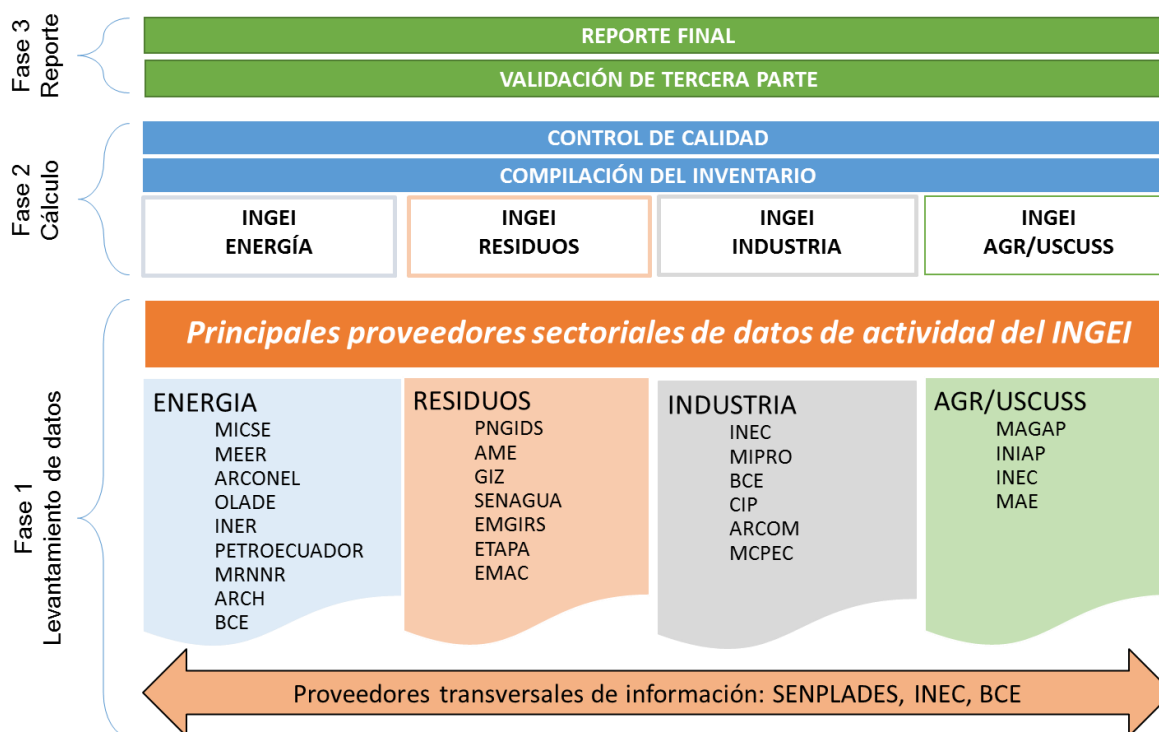 Fase 3
Reporte
REPORTE FINAL
VALIDACIÓN DE TERCERA PARTE
Fase 2
Cálculo
CONTROL DE CALIDAD
COMPILACIÓN DEL INVENTARIO
INGEI
ENERGÍA
INGEI
RESIDUOS
INGEI
INDUSTRIA
INGEI
AGR/USCUSS
Fase 1
Levantamiento de datos
Principales proveedores sectoriales de datos de actividad del INGEI
ENERGIA
MICSE
MEER
ARCONEL
OLADE
INER
PETROECUADOR
MRNNR
ARCH
BCE
RESIDUOS
PNGIDS
AME
GIZ
SENAGUA
EMGIRS
ETAPA
EMAC
INDUSTRIA
INEC
MIPRO
BCE
CIP
ARCOM
MCPEC
AGR/USCUSS
MAGAP
INIAP
INEC
MAE
Proveedores transversales de información: SENPLADES, INEC, BCE